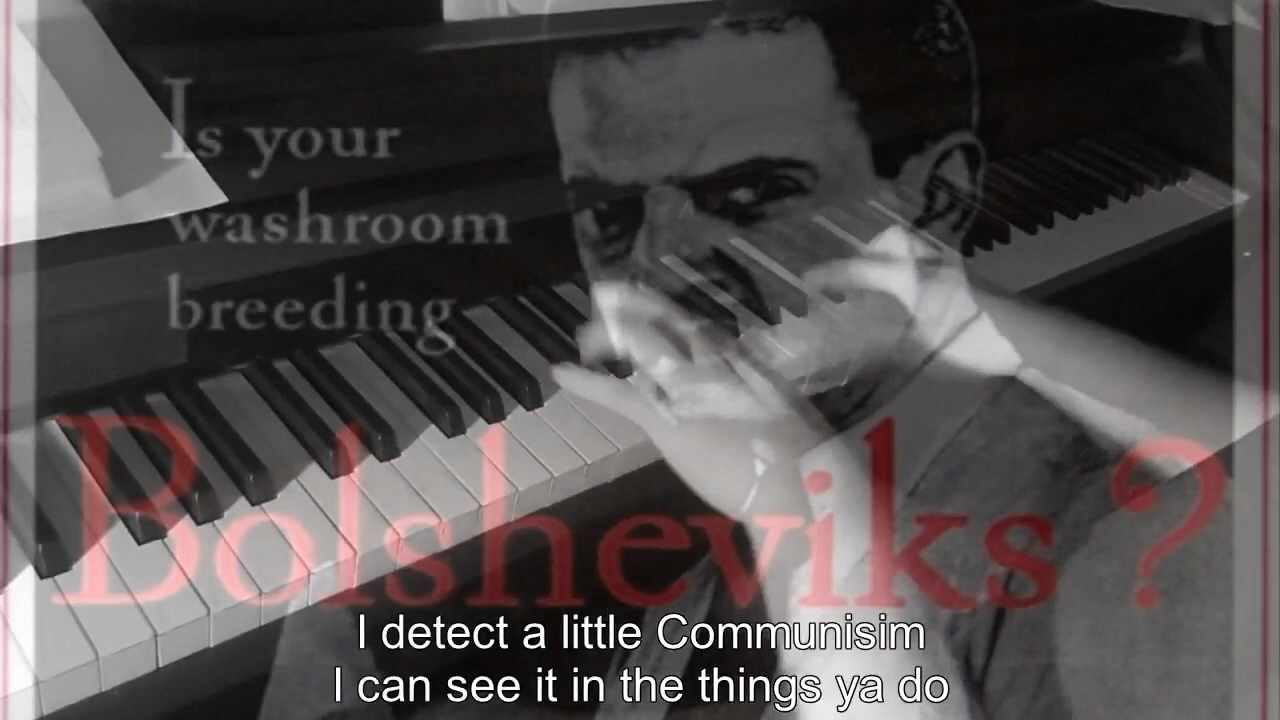 Is your
washroom
breeding
Bolsheviks ?
I detect a little Communisim
I can see it in the things ya do